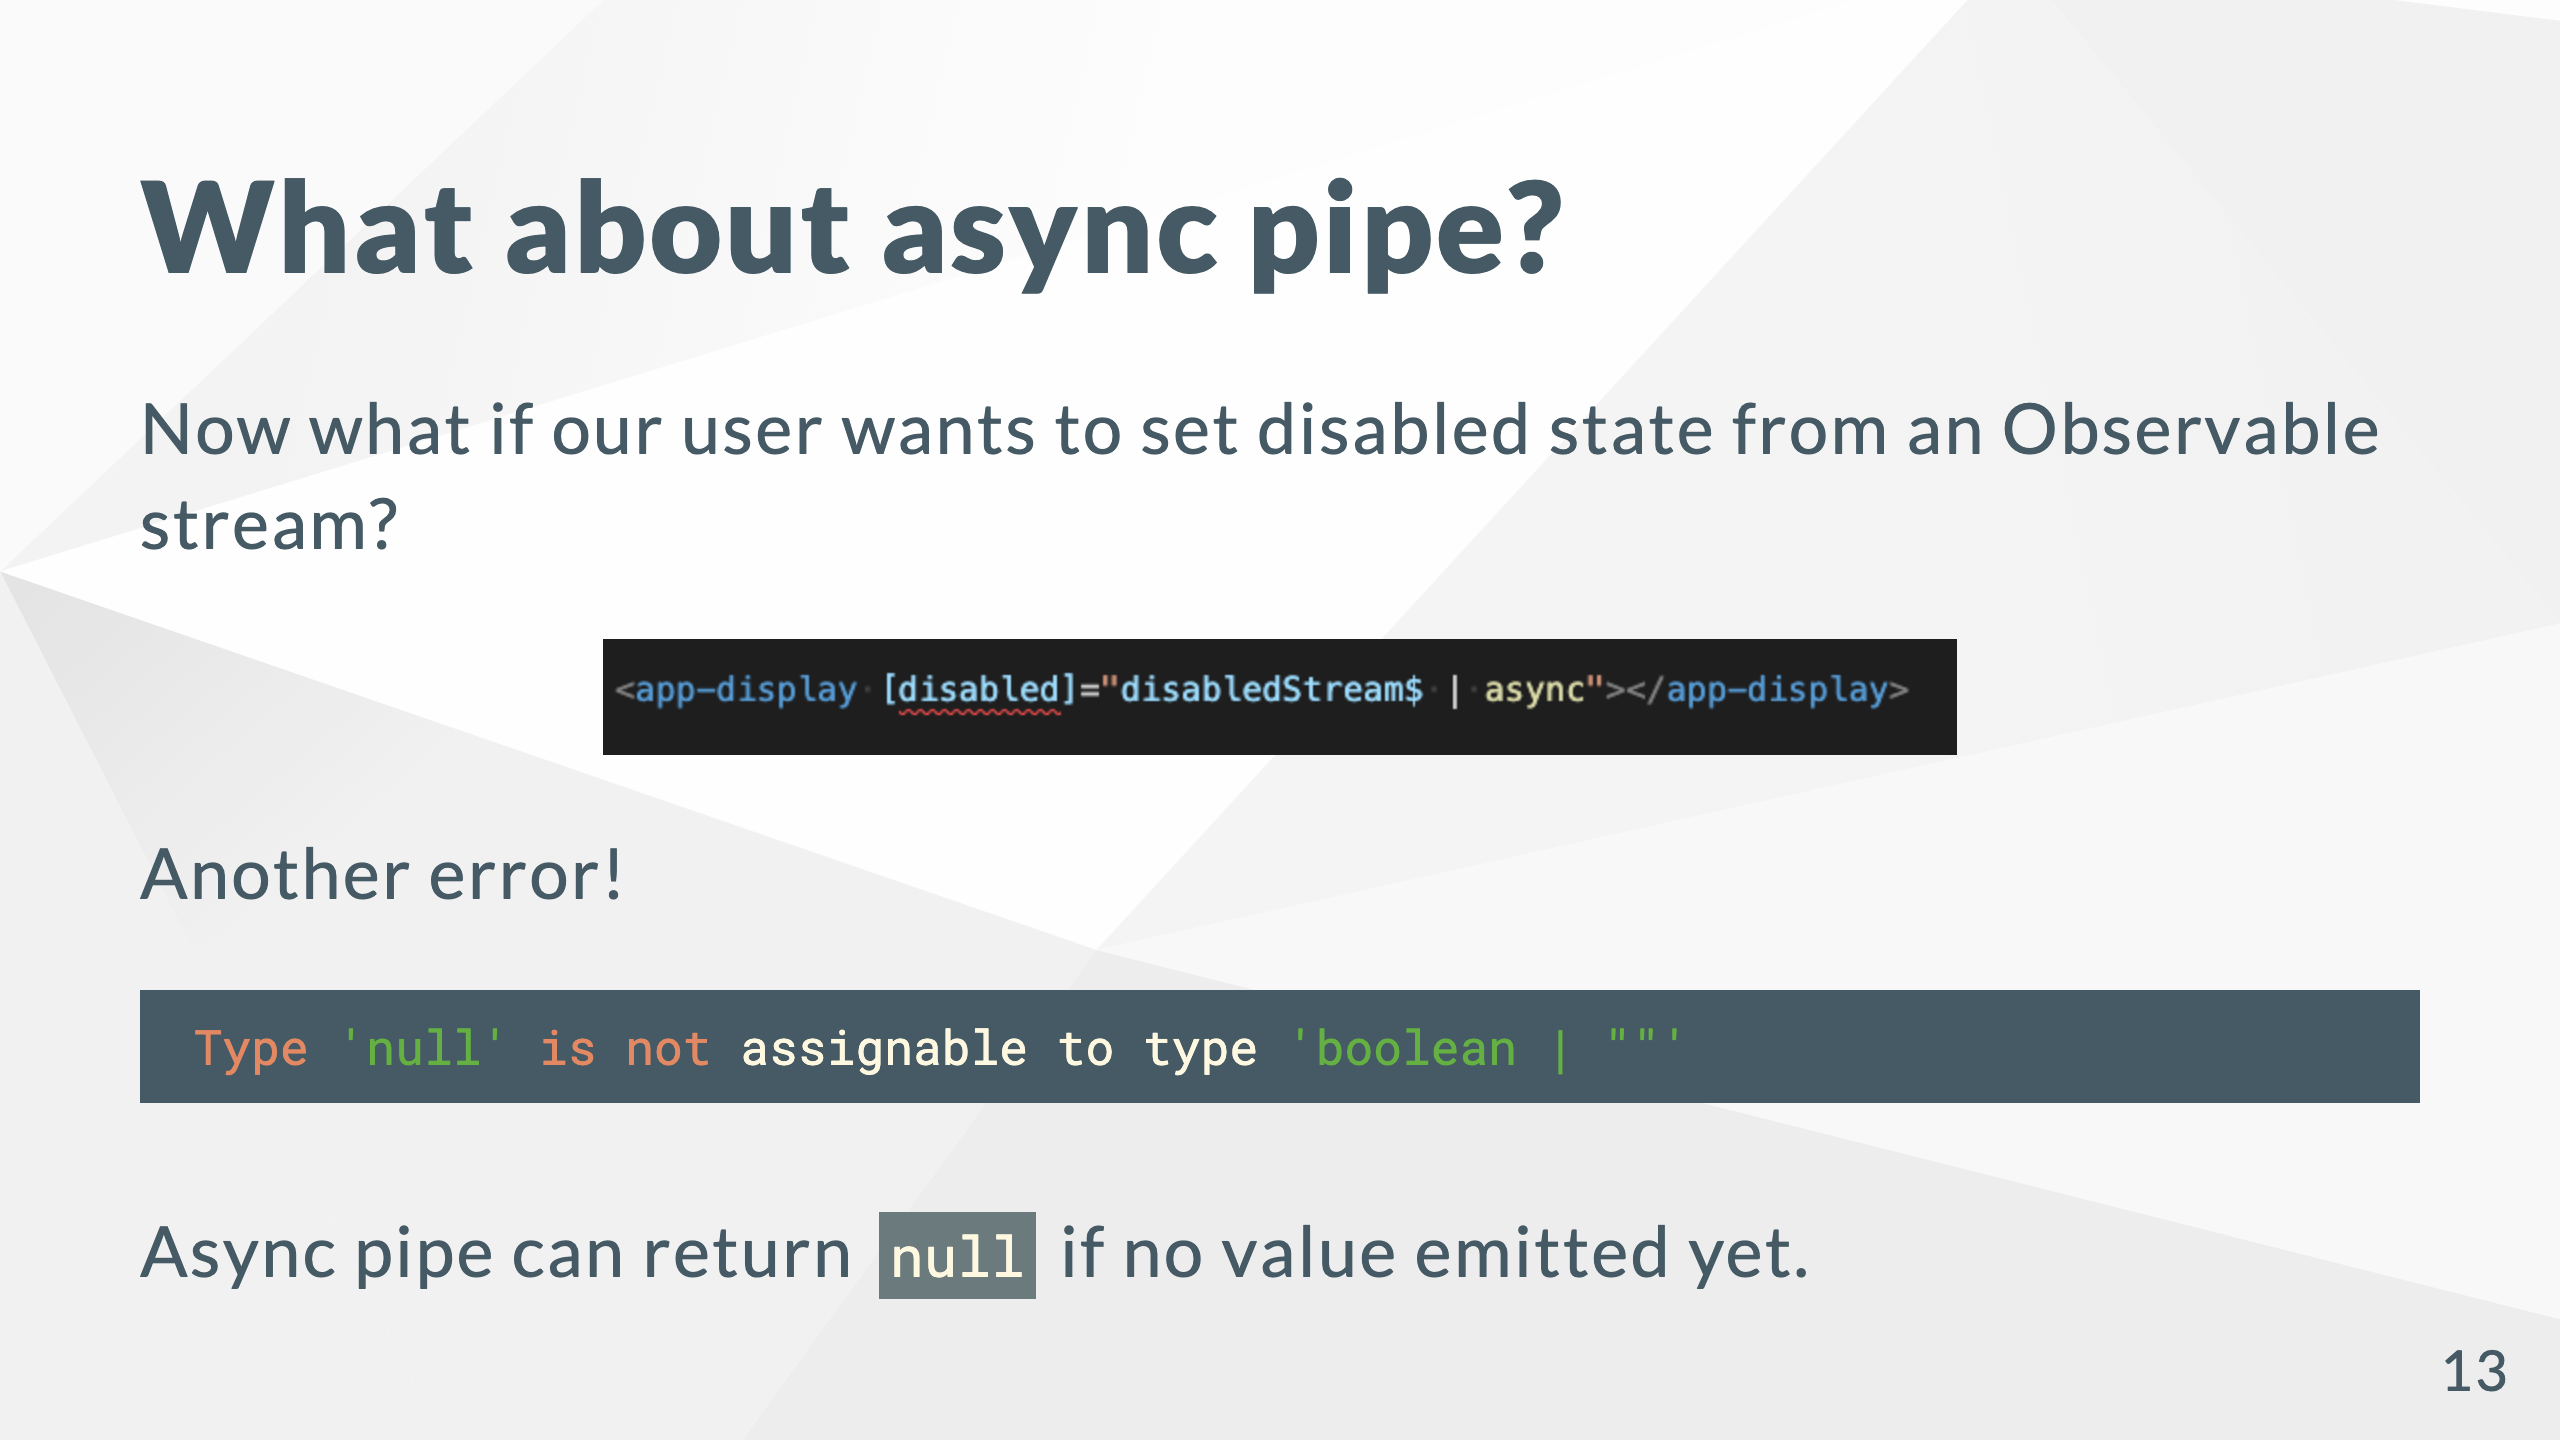 What about async pipe?
Now what if our user wants to set disabled state from an Observable
stream?
<app-display [disabled]="disabledStream$ | async"></app-display>
Another error!
Type 'null' is not assignable to type 'boolean | ""'
Async pipe can return null if no value emitted yet.
13